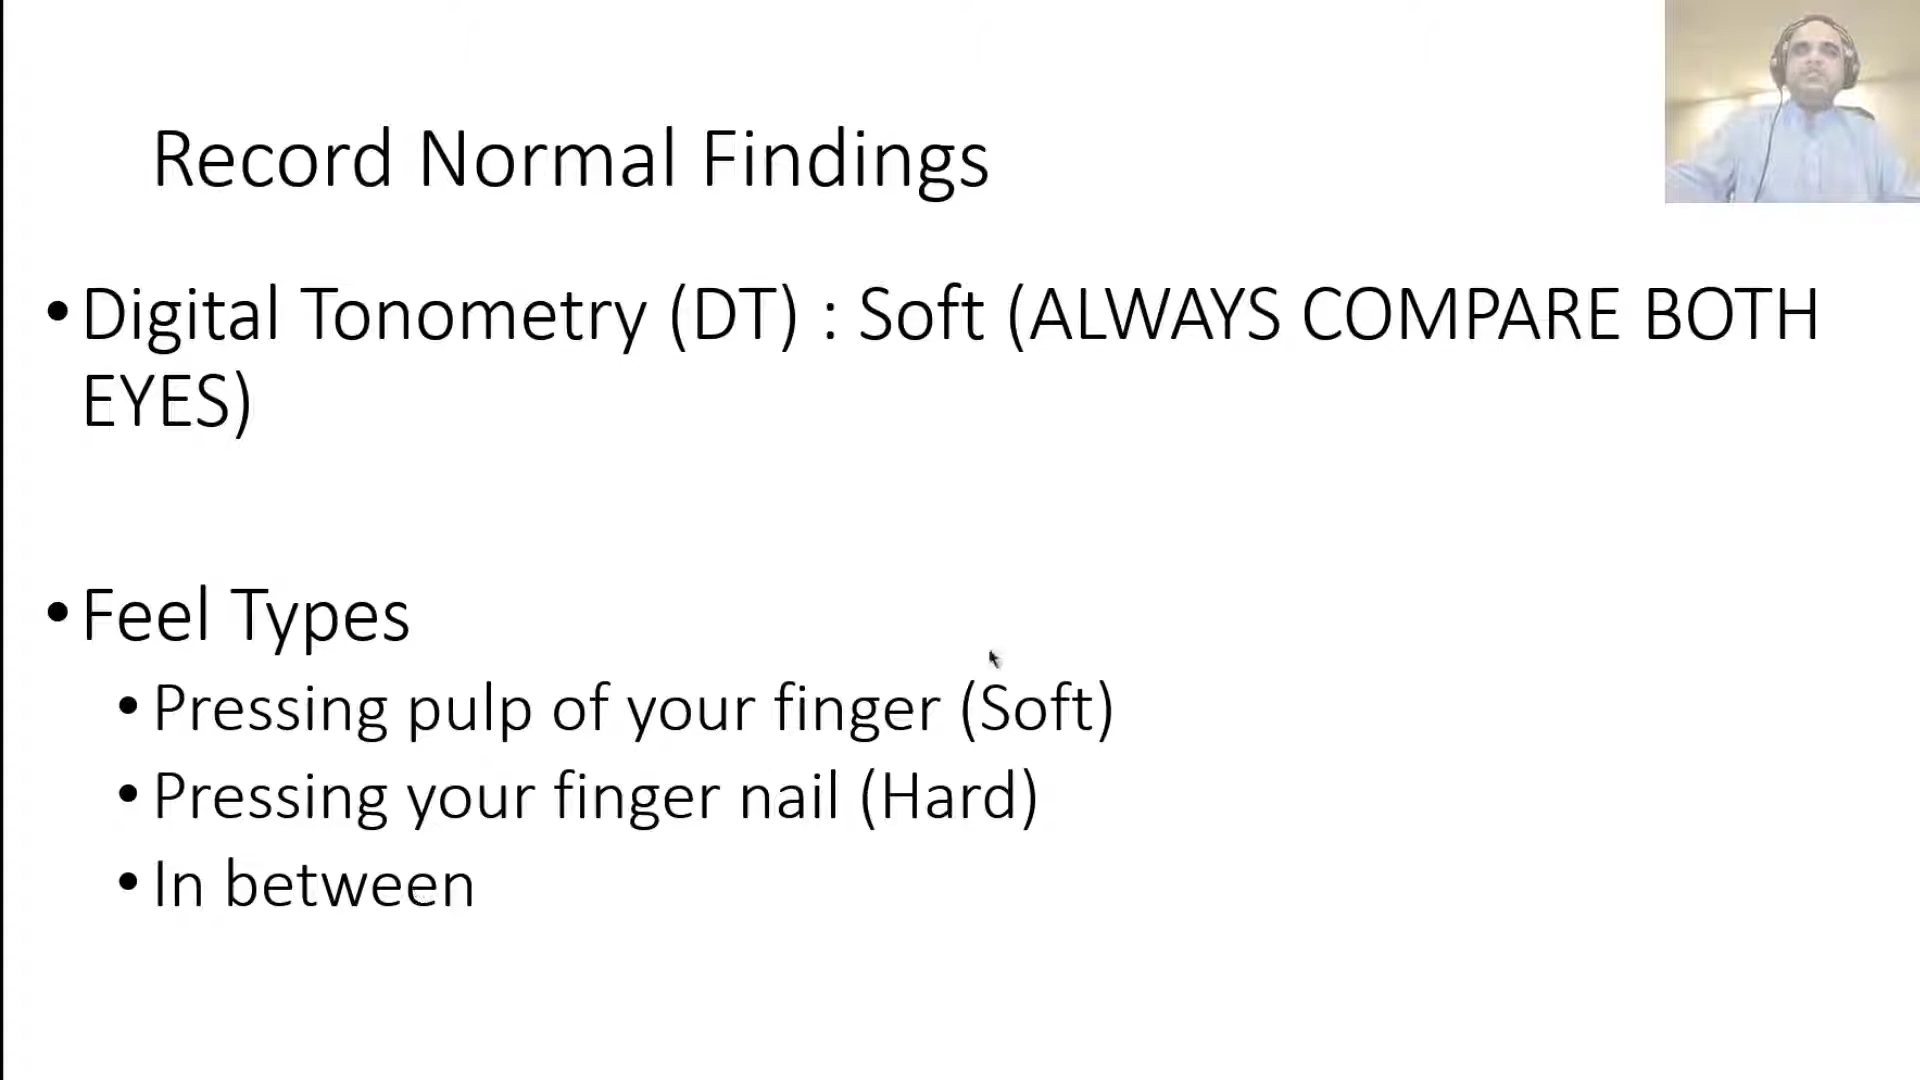 Record Normal Findings
• Digital Tonometry (DT) : Soft (ALWAYS COMPARE BOTH
EYES)
• Feel Types
• Pressing pulp of your finger (Soft)
• Pressing your finger nail (Hard)
• In between